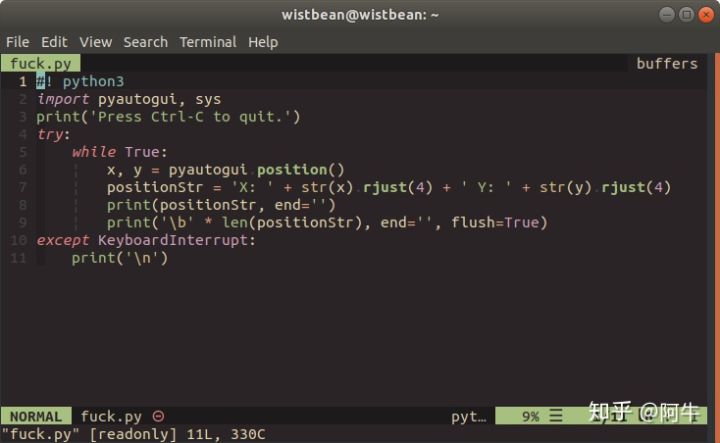 wistbean@wistbean: ~
File Edit View Search Terminal Help
fuck.py buffers
1 #! python3
2 import pyautogui, sys
3 print('Press Ctrl-C to quit.')
4 try:
5 while True:
6 x, y = pyautogui.position()
7 positionStr = 'X: ' + str(x).rjust(4) + ' Y: ' + str(y).rjust(4)
8 print(positionStr, end='')
9 print('\b' * len(positionStr), end='', flush=True)
10 except KeyboardInterrupt:
11 print('\n')
NORMAL fuck.py pyt… 9% ☰
知乎 @阿牛
"fuck.py" [readonly] 11L, 330C